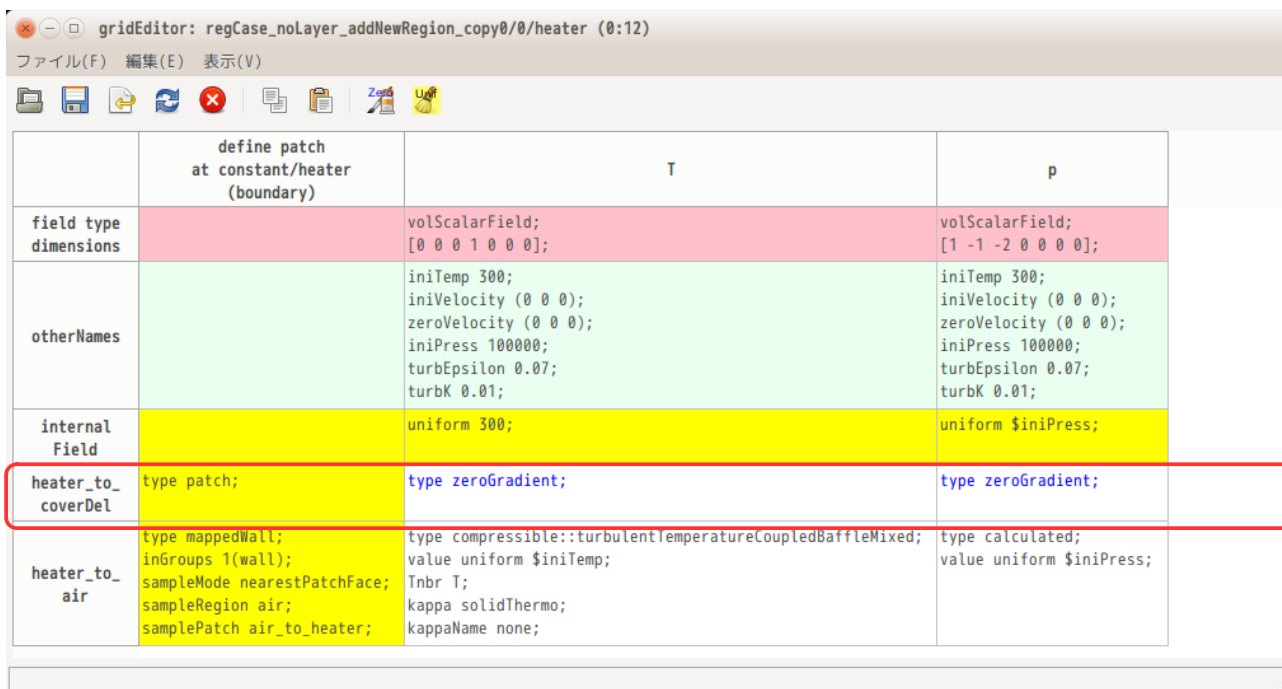 gridEditor: regCase_noLayer_addNewRegion_copy0/0/heater (0:12)
ファイル(F) 編集(E) 表示(V)
Zero
Unif
define patch
at constant/heater
(boundary)
T
p
field type
dimensions
volScalarField;
[0 0 0 1 0 0 0];
volScalarField;
[1 -1 -2 0 0 0 0];
otherNames
iniTemp 300;
iniVelocity (0 0 0);
zeroVelocity (0 0 0);
iniPress 100000;
turbEpsilon 0.07;
turbK 0.01;
iniTemp 300;
iniVelocity (0 0 0);
zeroVelocity (0 0 0);
iniPress 100000;
turbEpsilon 0.07;
turbK 0.01;
internal
Field
uniform 300;
uniform $iniPress;
heater_to_
coverDel
type patch;
type zeroGradient;
type zeroGradient;
heater_to_
air
type mappedWall;
inGroups 1(wall);
sampleMode nearestPatchFace;
sampleRegion air;
samplePatch air_to_heater;
type compressible::turbulentTemperatureCoupledBaffleMixed;
value uniform $iniTemp;
Tnbr T;
kappa solidThermo;
kappaName none;
type calculated;
value uniform $iniPress;